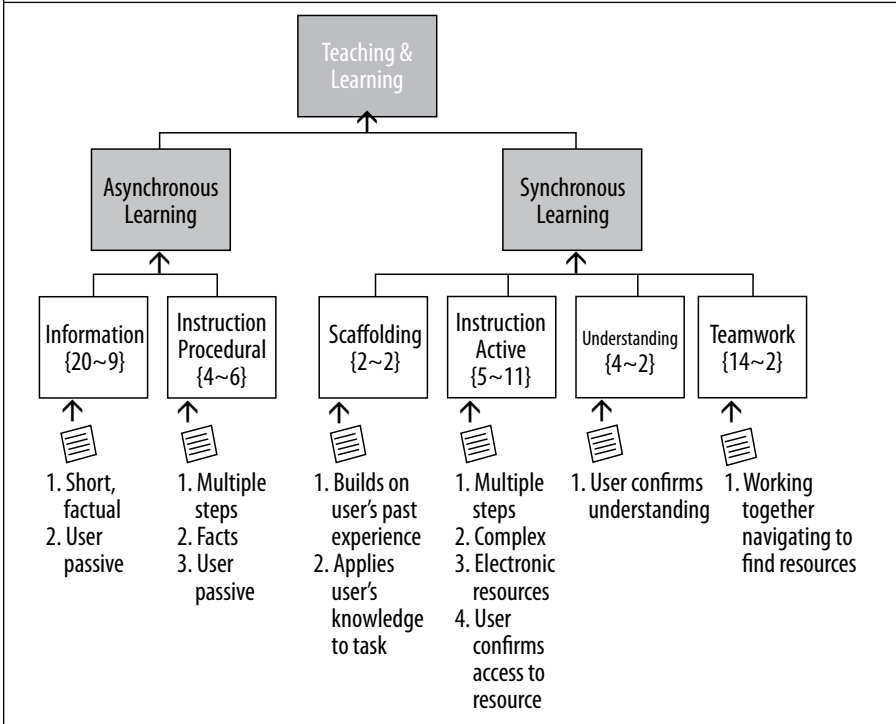 Teaching &
Learning
Asynchronous
Learning
Synchronous
Learning
Information
{20~9}
Instruction
Procedural
{4~6}
Scaffolding
{2~2}
Instruction
Active
{5~11}
Understanding
{4~2}
Teamwork
{14~2}
1. Short,
factual
2. User
passive
1. Multiple
steps
2. Facts
3. User
passive
1. Builds on
user's past
experience
2. Applies
user's
knowledge
to task
1. Multiple
steps
2. Complex
3. Electronic
resources
4. User
confirms
access to
resource
1. User confirms
understanding
1. Working
together
navigating to
find resources